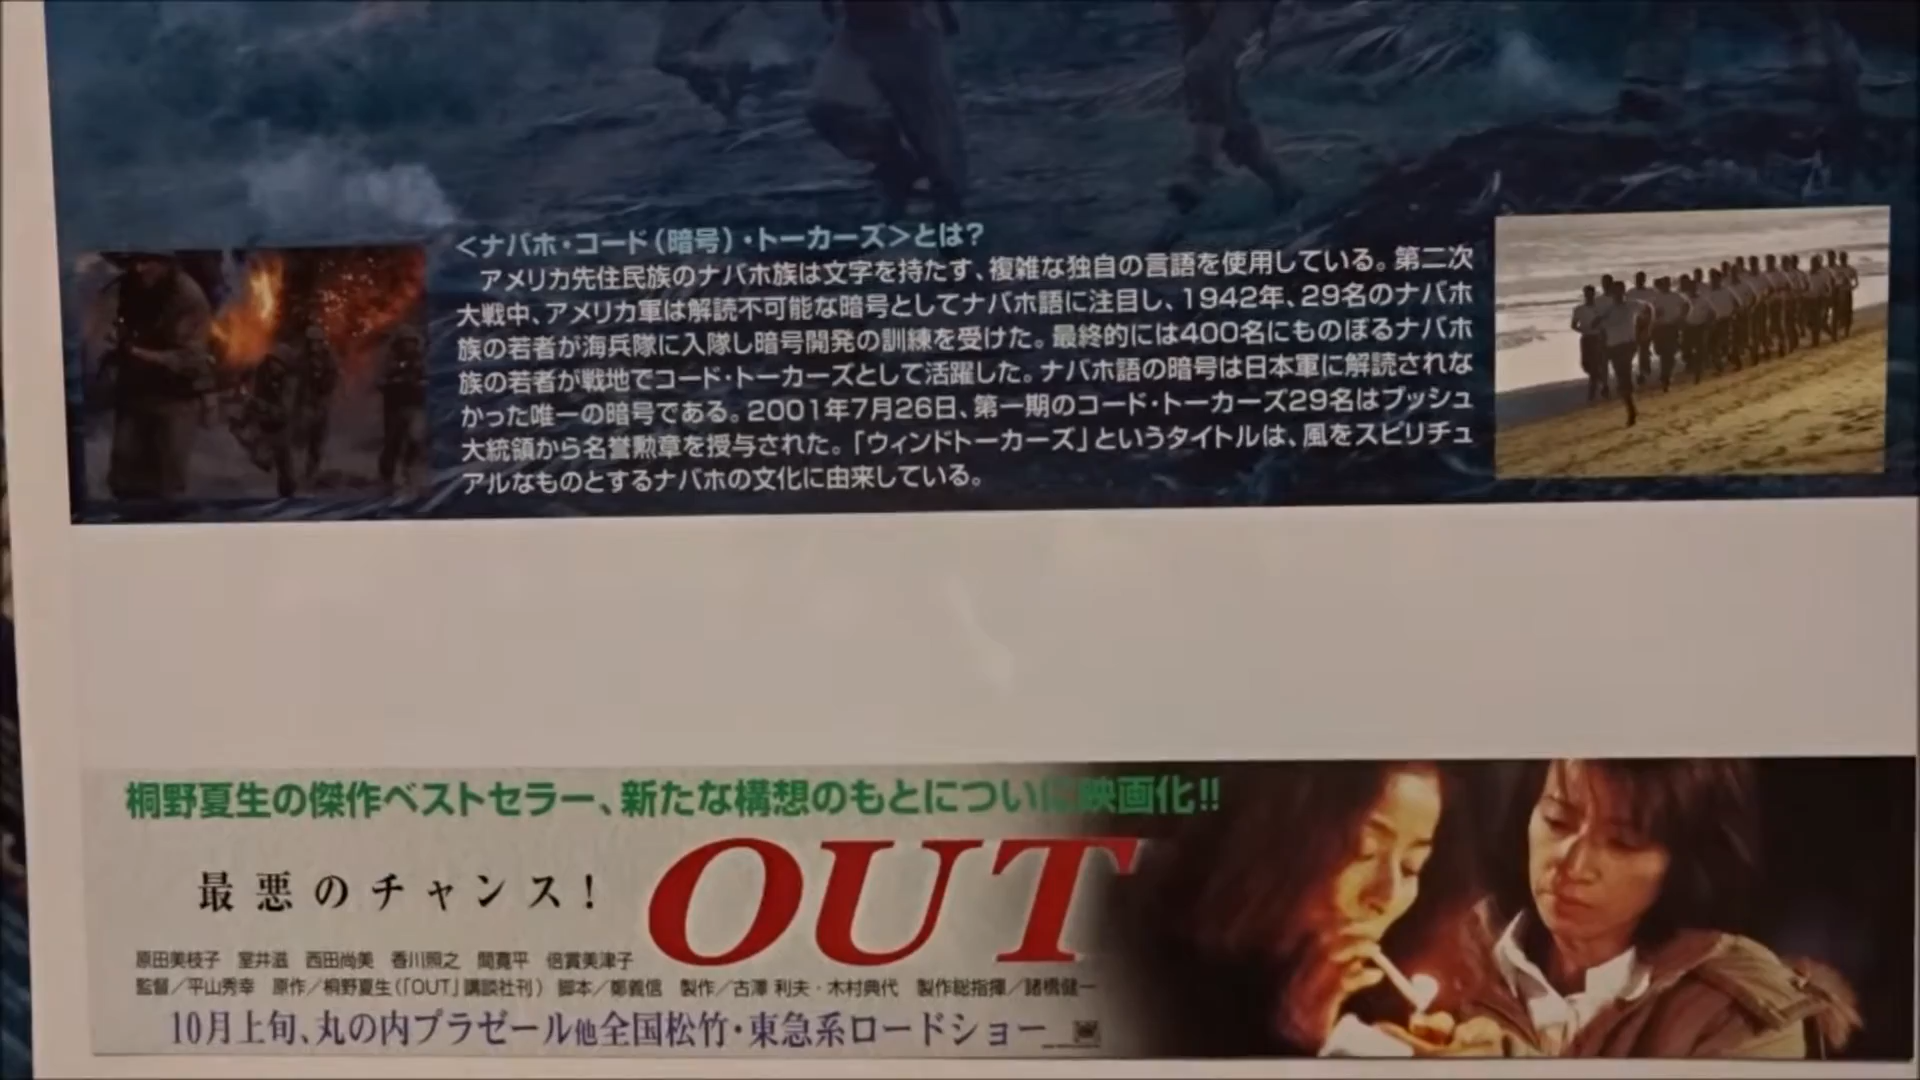 ＜ナバホ・コード（暗号）・トーカーズ＞とは？
アメリカ先住民族のナバホ族は文字を持たず、複雑な独自の言語を使用している。第二次
大戦中、アメリカ軍は解読不可能な暗号としてナバホ語に注目し、1942年、29名のナバホ
族の若者が海兵隊に入隊し暗号開発の訓練を受けた。最終的には400名にものぼるナバホ
族の若者が戦地でコード・トーカーズとして活躍した。ナバホ語の暗号は日本軍に解読されな
かった唯一の暗号である。2001年7月26日、第一期のコード・トーカーズ29名はブッシュ
大統領から名誉勲章を授与された。「ウィンドトーカーズ」というタイトルは、風をスピリチュ
アルなものとするナバホの文化に由来している。
桐野夏生の傑作ベストセラー、新たな構想のもとについに映画化!!
最悪のチャンス！
OUT
原田美枝子 室井滋 西田尚美 香川照之 間寛平 倍賞美津子
監督／平山秀幸 原作／桐野夏生（「OUT」講談社刊） 脚本／鄭義信 製作／古澤利夫・木村典代 製作総指揮／諸橋健一
10月上旬、丸の内プラゼール他全国松竹・東急系ロードショー